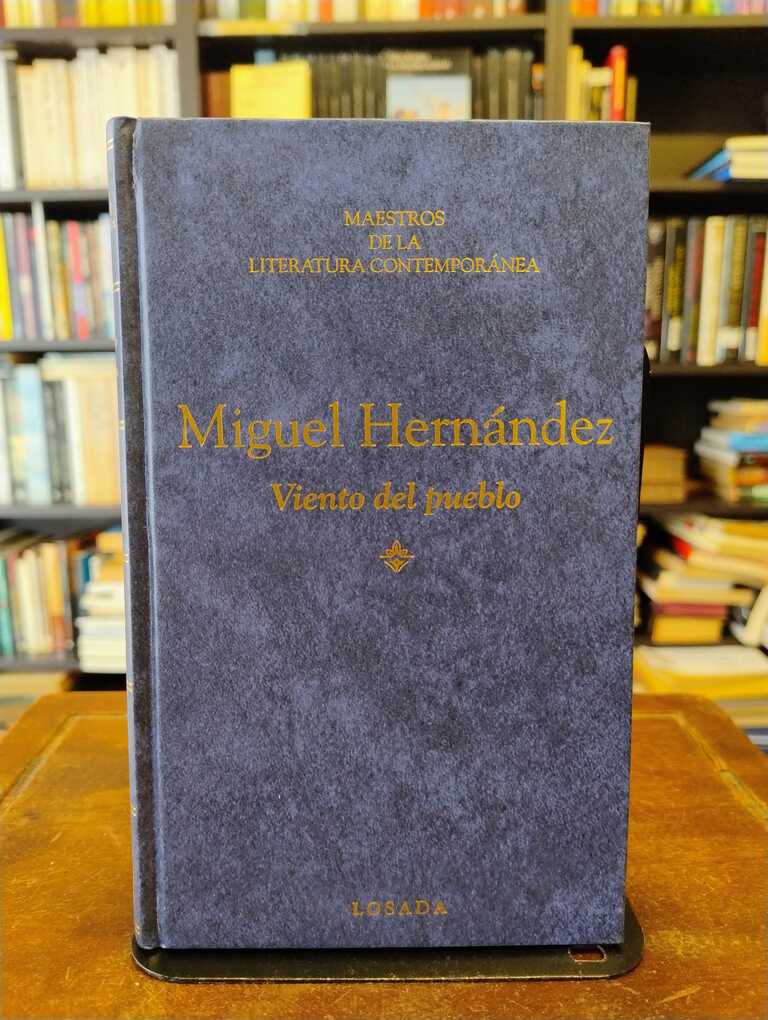 MAESTROS
DE LA
LITERATURA CONTEMPORÁNEA
Miguel Hernández
Viento del pueblo
LOSADA